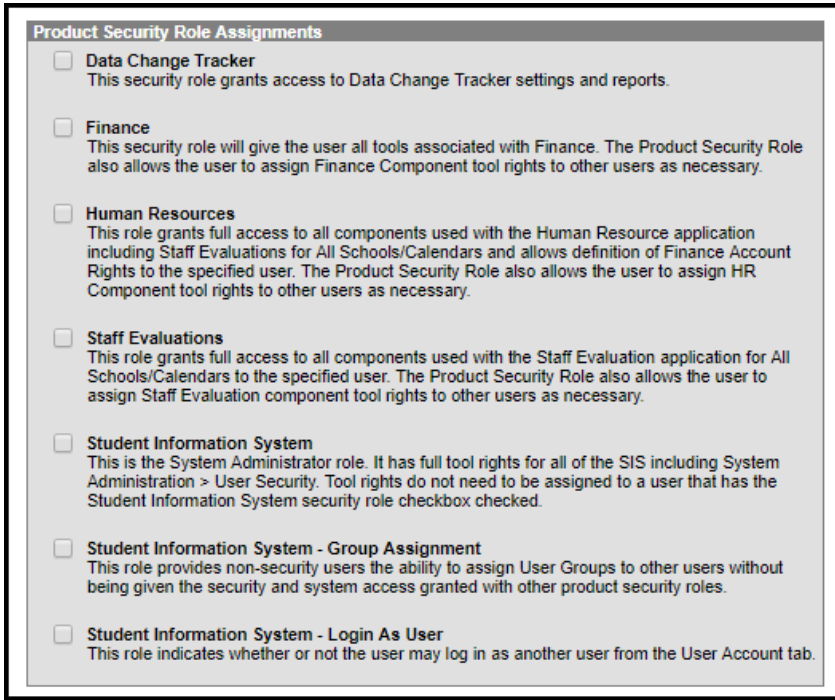 Product Security Role Assignments
Data Change Tracker
This security role grants access to Data Change Tracker settings and reports.
Finance
This security role will give the user all tools associated with Finance. The Product Security Role
also allows the user to assign Finance Component tool rights to other users as necessary.
Human Resources
This role grants full access to all components used with the Human Resource application
including Staff Evaluations for All Schools/Calendars and allows definition of Finance Account
Rights to the specified user. The Product Security Role also allows the user to assign HR
Component tool rights to other users as necessary.
Staff Evaluations
This role grants full access to all components used with the Staff Evaluation application for All
Schools/Calendars to the specified user. The Product Security Role also allows the user to
assign Staff Evaluation component tool rights to other users as necessary.
Student Information System
This is the System Administrator role. It has full tool rights for all of the SIS including System
Administration > User Security. Tool rights do not need to be assigned to a user that has the
Student Information System security role checkbox checked.
Student Information System - Group Assignment
This role provides non-security users the ability to assign User Groups to other users without
being given the security and system access granted with other product security roles.
Student Information System - Login As User
This role indicates whether or not the user may log in as another user from the User Account tab.